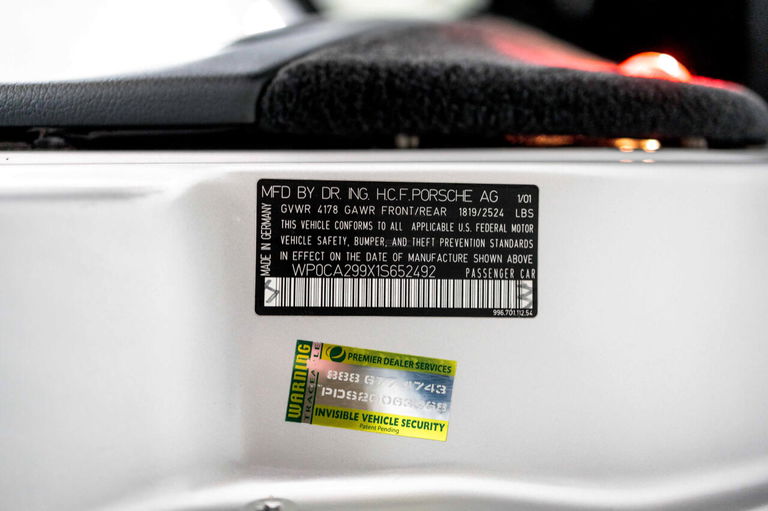 MFD BY DR. ING. H.C.F. PORSCHE AG 1/01
GVWR 4178 GAWR FRONT/REAR 1819/2524 LBS
THIS VEHICLE CONFORMS TO ALL APPLICABLE U.S. FEDERAL MOTOR
VEHICLE SAFETY, BUMPER, AND THEFT PREVENTION STANDARDS
IN EFFECT ON THE DATE OF MANUFACTURE SHOWN ABOVE
WP0CA299X1S652492 PASSENGER CAR
MADE IN GERMANY
996.701.112.54
WARNING
TRACEABLE
PREMIER DEALER SERVICES
888
INVISIBLE VEHICLE SECURITY
Patent Pending